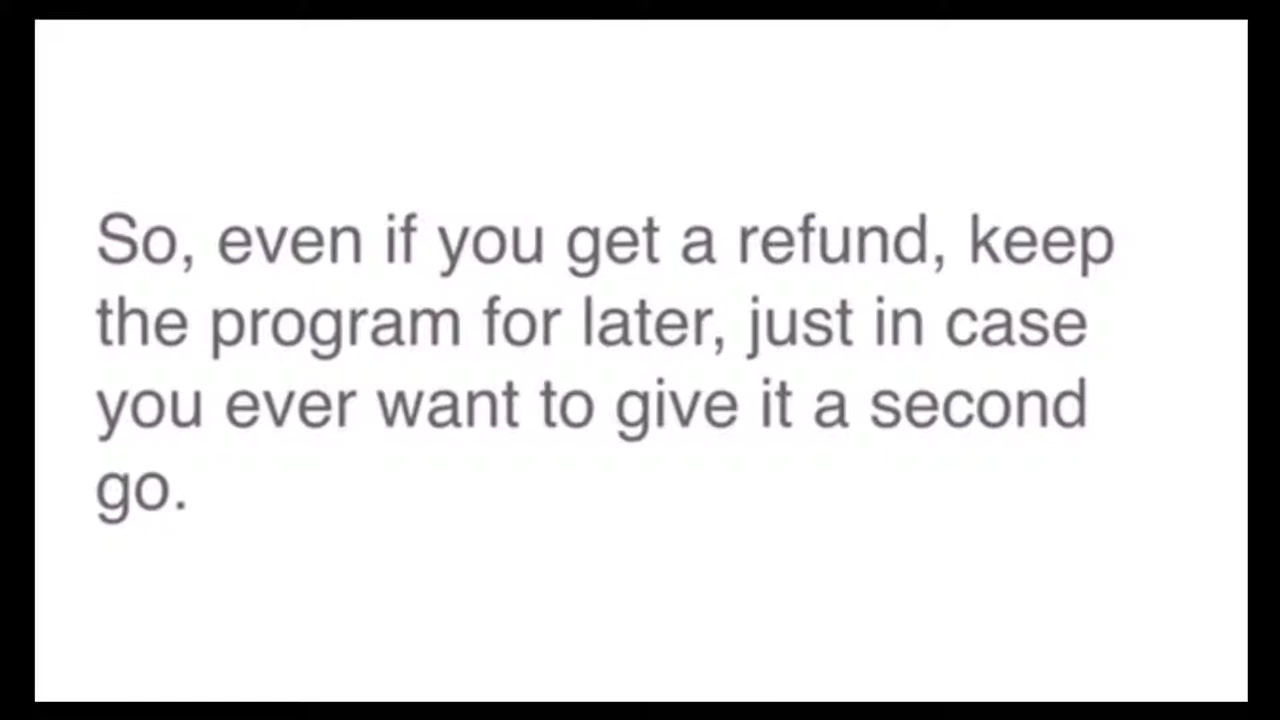 So, even if you get a refund, keep
the program for later, just in case
you ever want to give it a second
go.